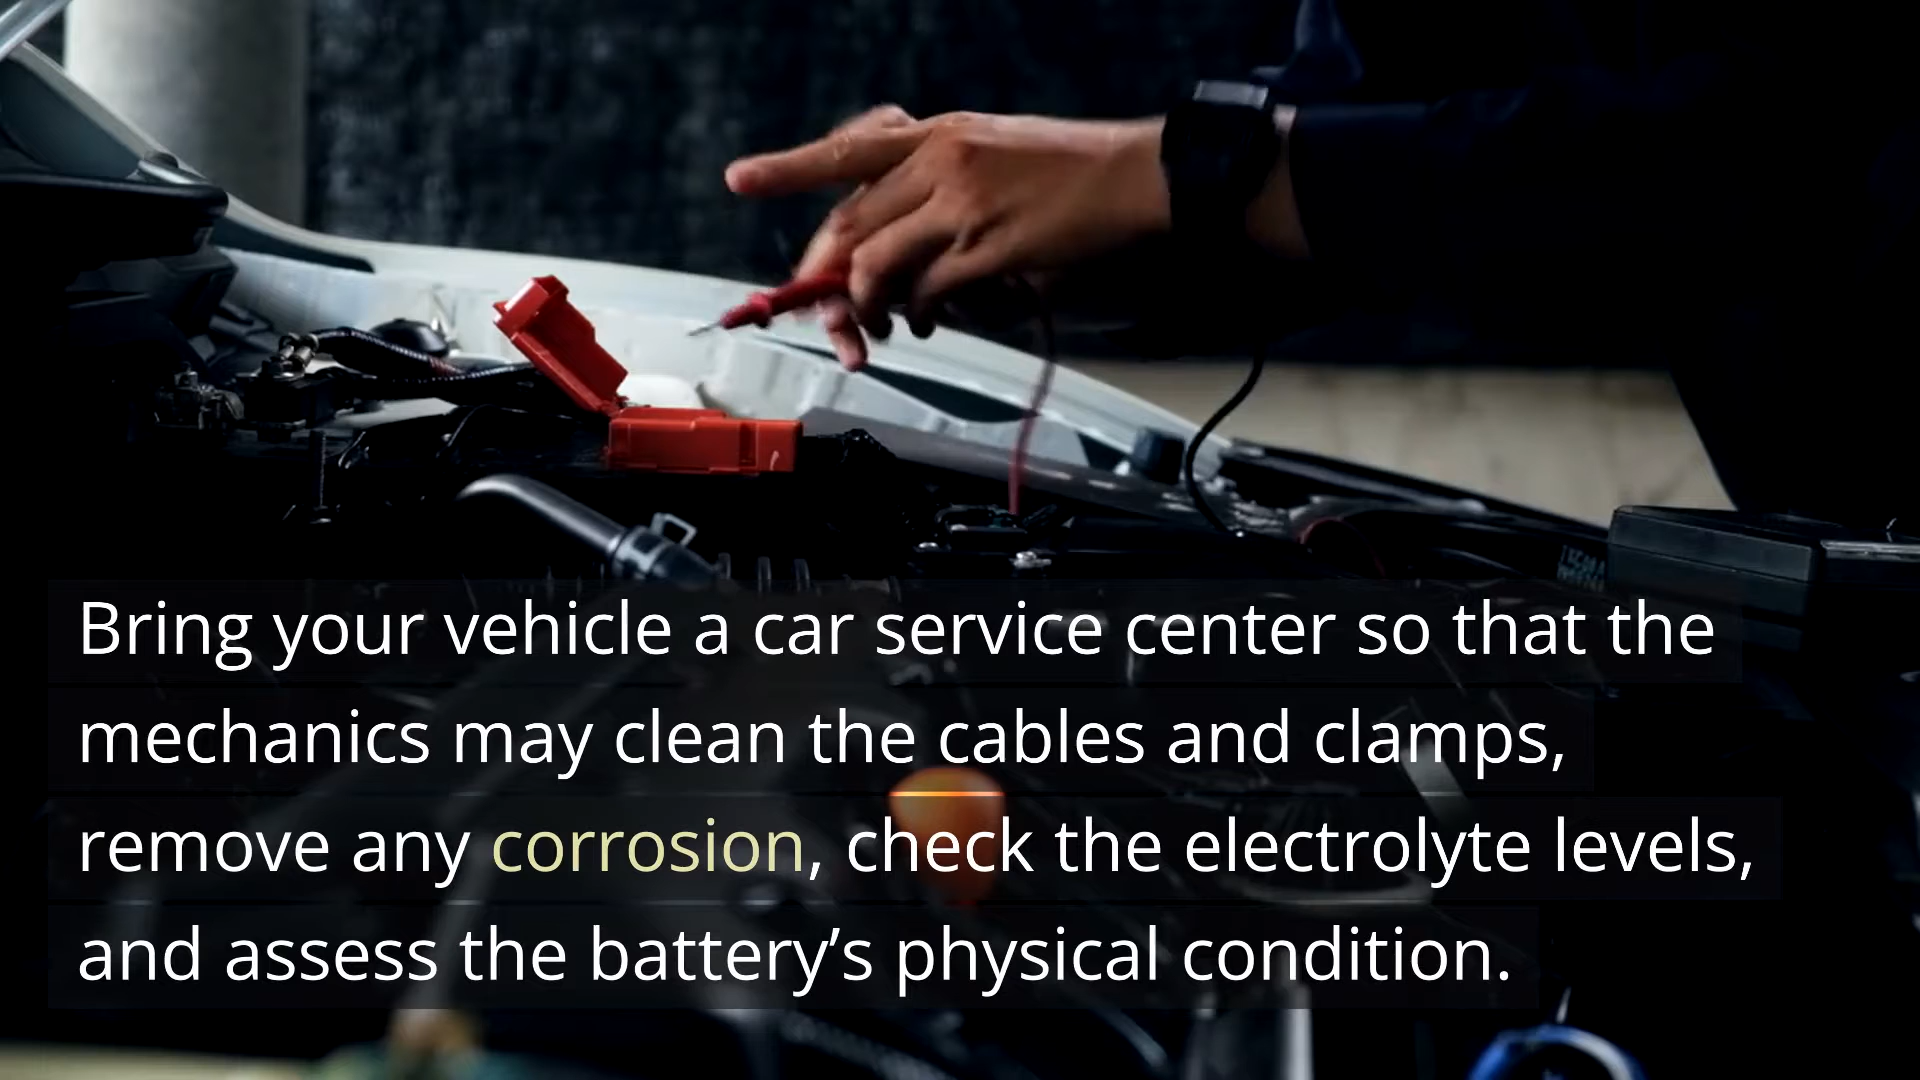 Bring your vehicle a car service center so that the
mechanics may clean the cables and clamps,
remove any corrosion, check the electrolyte levels,
and assess the battery’s physical condition.